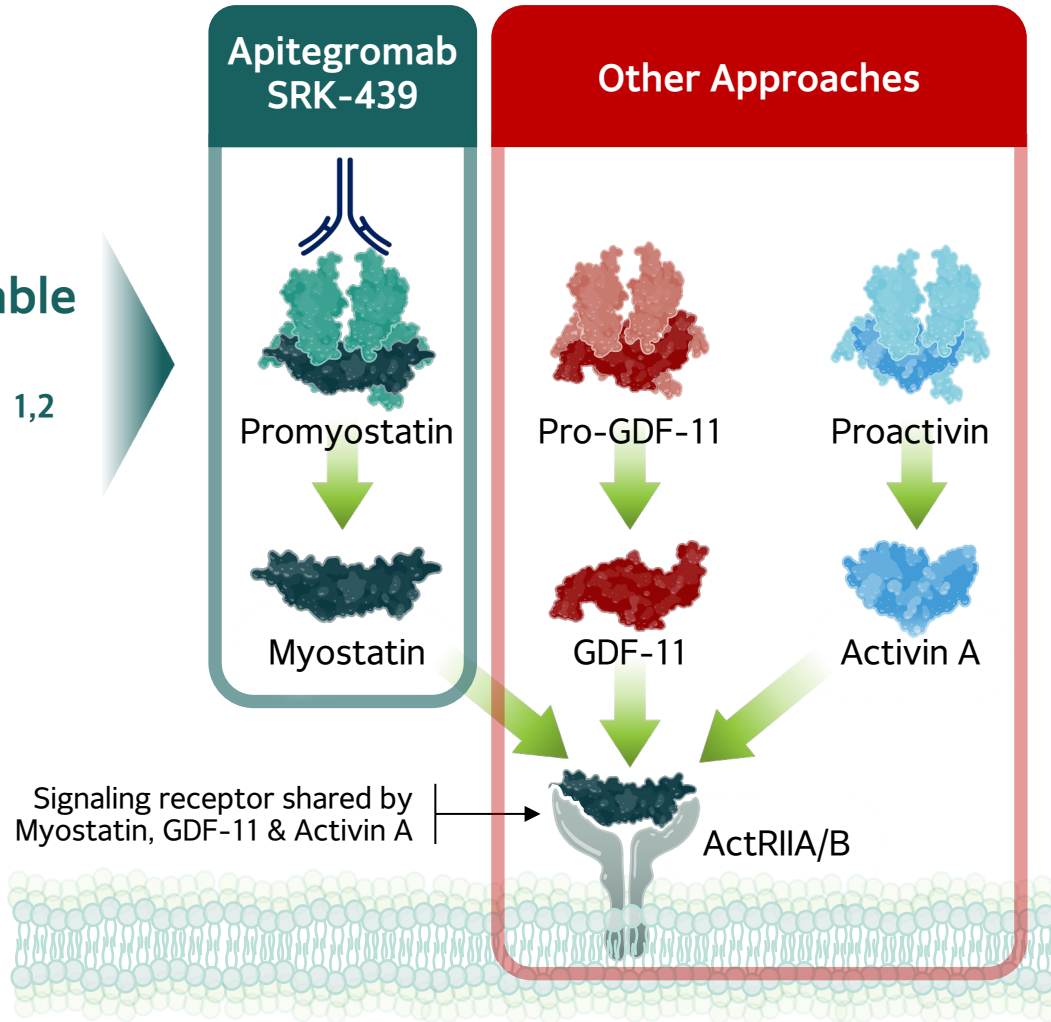 Apitegromab
SRK-439
Other Approaches
1,2
Promyostatin
Pro-GDF-11
Proactivin
Myostatin
GDF-11
Activin A
Signaling receptor shared by
Myostatin, GDF-11 & Activin A
ActRIIA/B